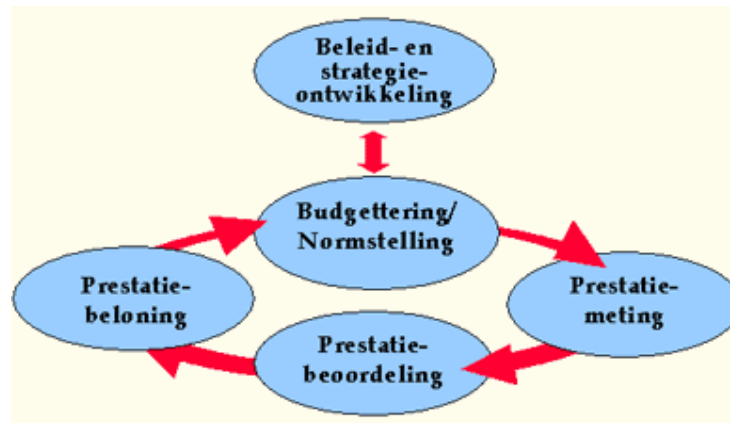 Beleid- en
strategie-
ontwikkeling
Budgettering/
Normstelling
Prestatie-
beloning
Prestatie-
meting
Prestatie-
beoordeling